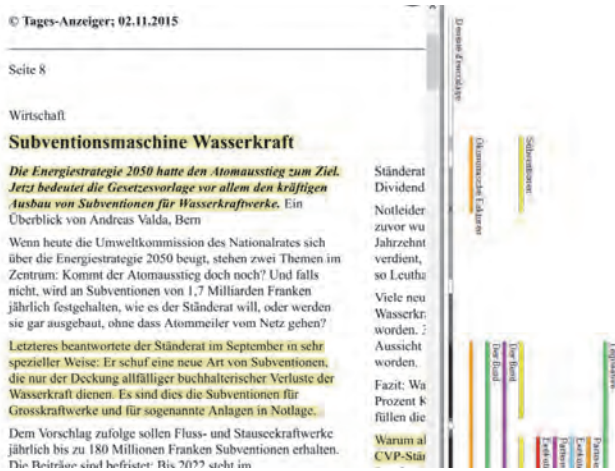 © Tages-Anzeiger; 02.11.2015
Seite 8
Wirtschaft
Subventionsmaschine Wasserkraft
Die Energiestrategie 2050 hatte den Atomausstieg zum Ziel.
Jetzt bedeutet die Gesetzesvorlage vor allem den kräftigen
Ausbau von Subventionen für Wasserkraftwerke. Ein
Überblick von Andreas Valda, Bern
Wenn heute die Umweltkommission des Nationalrates sich
über die Energiestrategie 2050 beugt, stehen zwei Themen im
Zentrum: Kommt der Atomausstieg doch noch? Und falls
nicht, wird an Subventionen von 1,7 Milliarden Franken
jährlich festgehalten, wie es der Ständerat will, oder werden
sie gar ausgebaut, ohne dass Atommeiler vom Netz gehen?
Letzteres beantwortete der Ständerat im September in sehr
spezieller Weise: Er schuf eine neue Art von Subventionen,
die nur der Deckung allfälliger buchhalterischer Verluste der
Wasserkraft dienen. Es sind dies die Subventionen für
Grosskraftwerke und für sogenannte Anlagen in Notlage.
Dem Vorschlag zufolge sollen Fluss- und Stauseekraftwerke
jährlich bis zu 180 Millionen Franken Subventionen erhalten.
Die Beiträge sind befristet: Bis 2022 steht im
Ständerat
Dividend
Notleider
zuvor wu
Jahrzehnt
verdient,
so Leutha
Viele neu
Wasserkr
worden.
Aussicht
worden.
Fazit: Wa
Prozent K
füllen die
Warum al
CVP-Stän
Ökonomische Faktoren
Subventionen
Der Bund
Der Bund